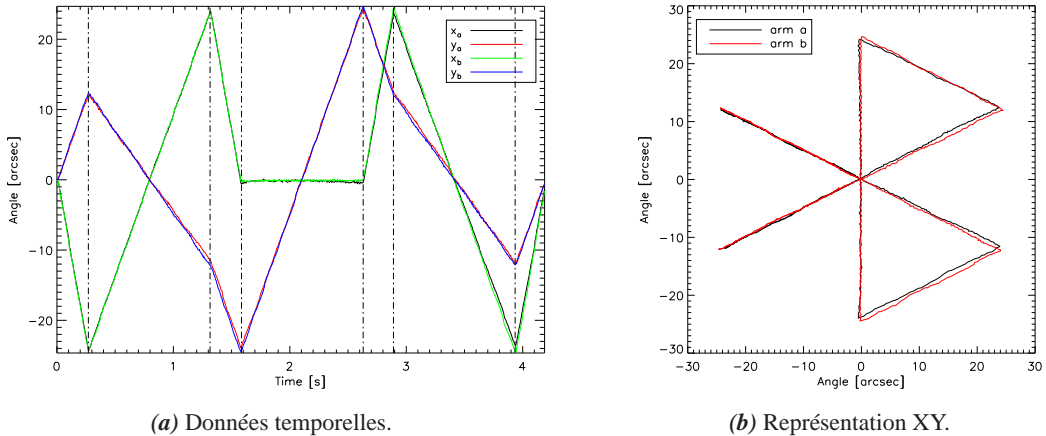 20
10
0
-10
-20
Angle [arcsec]
0
1
2
3
4
Time [s]
xa
ya
xb
yb
(a) Données temporelles.
30
20
10
0
-10
-20
-30
Angle [arcsec]
-30
-20
-10
0
10
20
30
Angle [arcsec]
arm a
arm b
(b) Représentation XY.